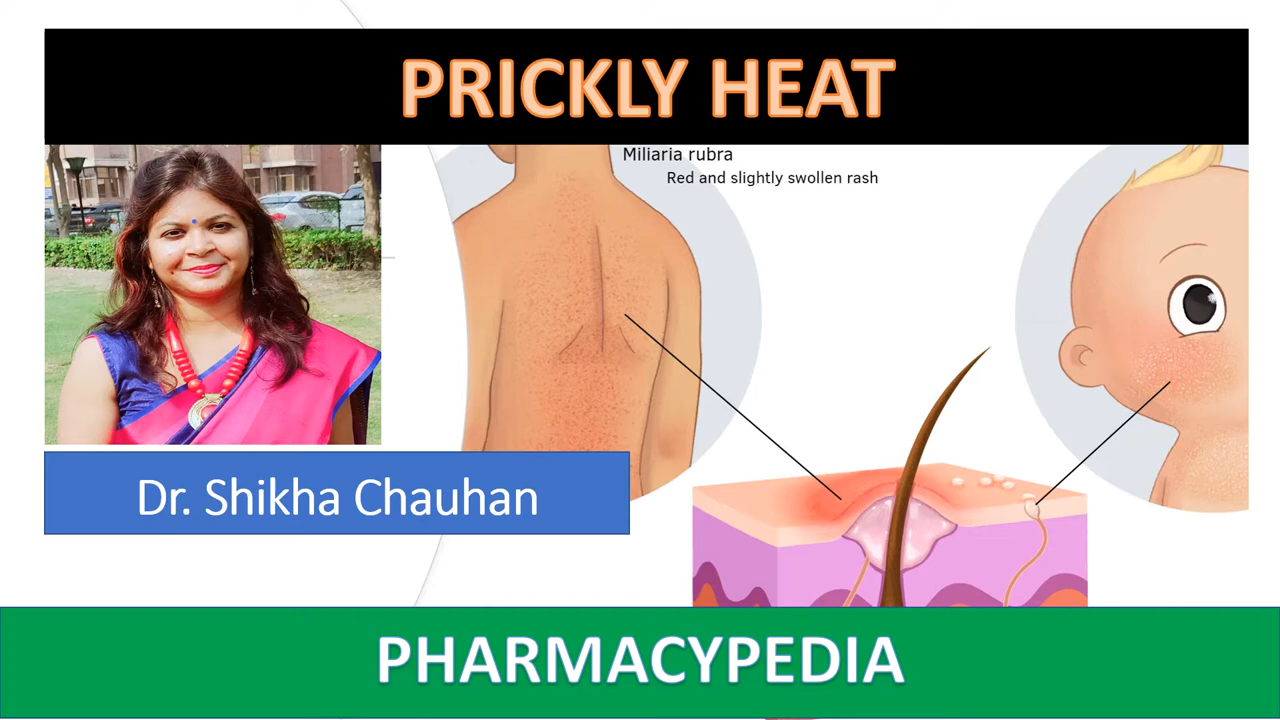 PRICKLY HEAT
Miliaria rubra
Red and slightly swollen rash
Dr. Shikha Chauhan
PHARMACYPEDIA